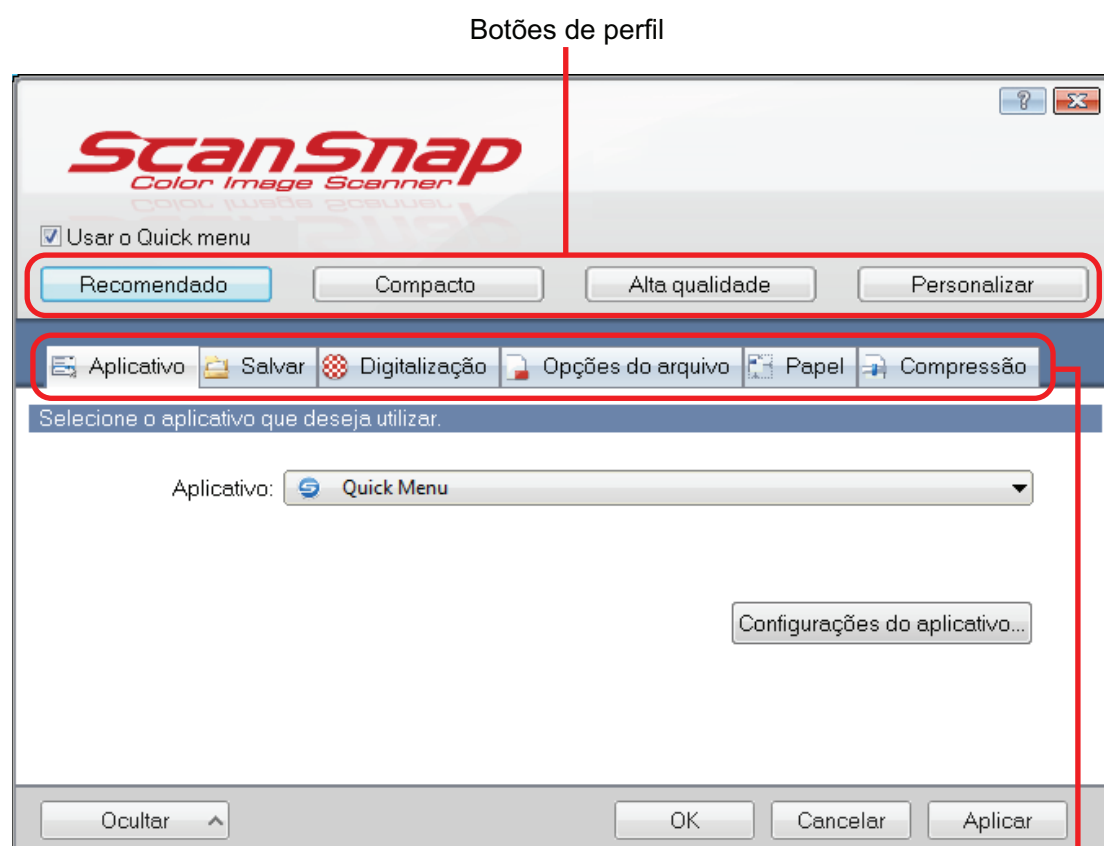 Botões de perfil
ScanSnap
Color Image Scanner
Usar o Quick menu
Recomendado Compacto Alta qualidade Personalizar
Aplicativo Salvar Digitalização Opções do arquivo Papel Compressão
Selecione o aplicativo que deseja utilizar.
Aplicativo: Quick Menu
Configurações do aplicativo...
Ocultar OK Cancelar Aplicar